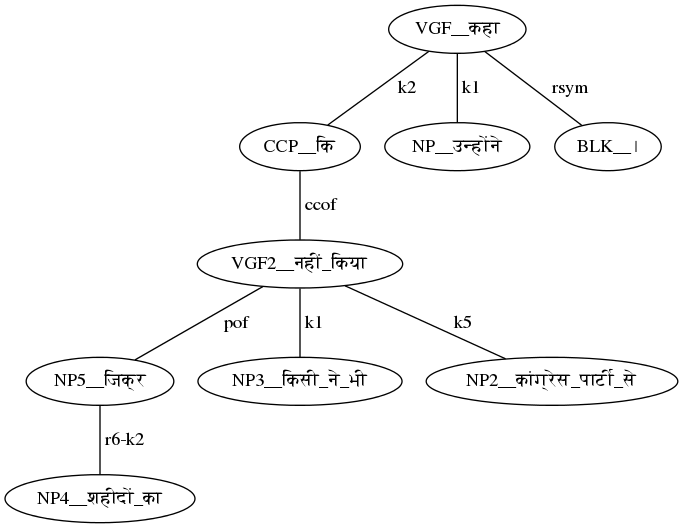 VGF__कहा
k2 k1 rsym
CCP__कि NP__उन्होंने BLK__।
ccof
VGF2__नहीं_किया
pof k1 k5
NP5__जिक्र NP3__किसी_ने_भी NP2__कांग्रेस_पार्टी_से
r6-k2
NP4__शहीदों_का